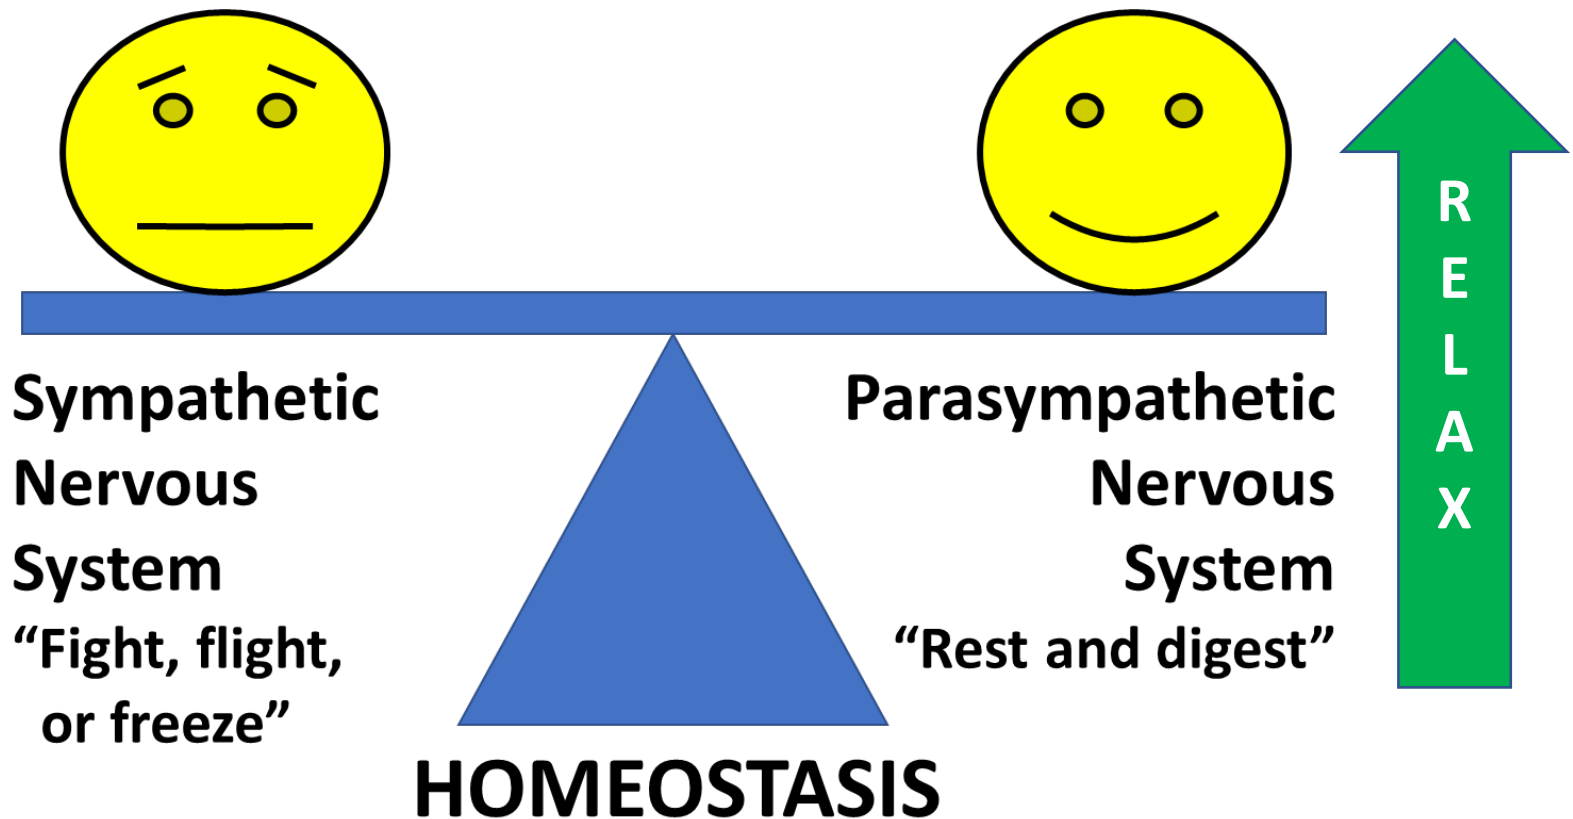 Sympathetic
Nervous
System
“Fight, flight,
or freeze”
Parasympathetic
Nervous
System
“Rest and digest”
HOMEOSTASIS
R
E
L
A
X